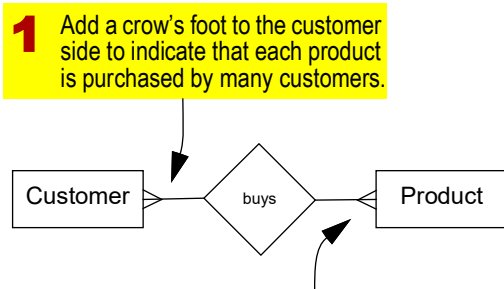 1 Add a crow's foot to the customer
side to indicate that each product
is purchased by many customers.
Customer buys Product